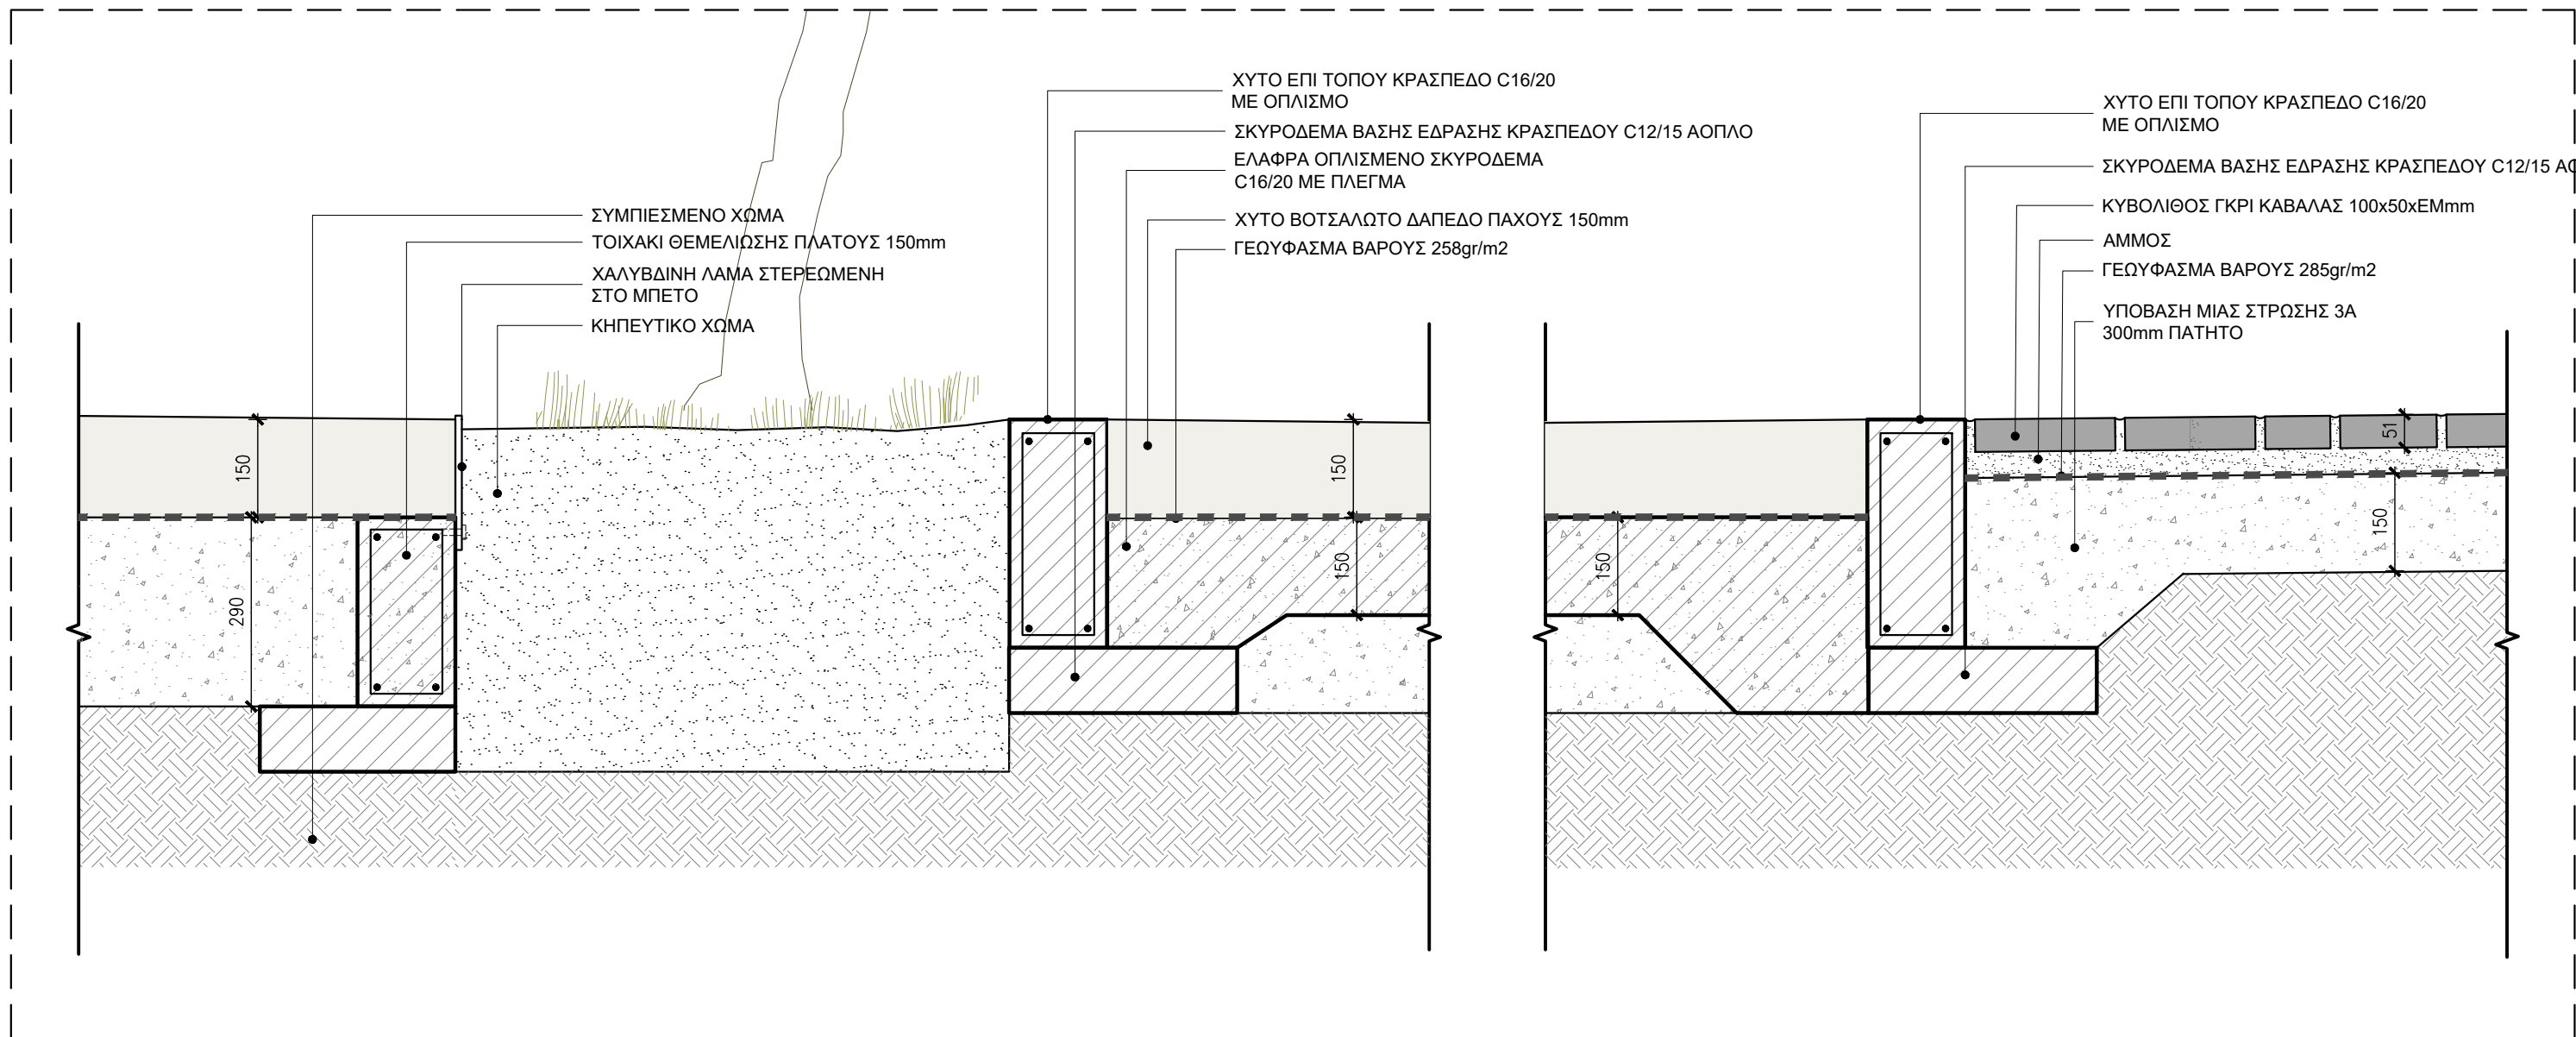 ΧΥΤΟ ΕΠΙ ΤΟΠΟΥ ΚΡΑΣΠΕΔΟ C16/20
ΜΕ ΟΠΛΙΣΜΟ
ΣΚΥΡΟΔΕΜΑ ΒΑΣΗΣ ΕΔΡΑΣΗΣ ΚΡΑΣΠΕΔΟΥ C12/15 ΑΟΠΛΟ
ΕΛΑΦΡΑ ΟΠΛΙΣΜΕΝΟ ΣΚΥΡΟΔΕΜΑ
C16/20 ΜΕ ΠΛΕΓΜΑ
ΧΥΤΟ ΒΟΤΣΑΛΩΤΟ ΔΑΠΕΔΟ ΠΑΧΟΥΣ 150mm
ΓΕΩΥΦΑΣΜΑ ΒΑΡΟΥΣ 258gr/m2
ΣΥΜΠΙΕΣΜΕΝΟ ΧΩΜΑ
ΤΟΙΧΑΚΙ ΘΕΜΕΛΙΩΣΗΣ ΠΛΑΤΟΥΣ 150mm
ΧΑΛΥΒΔΙΝΗ ΛΑΜΑ ΣΤΕΡΕΩΜΕΝΗ
ΣΤΟ ΜΠΕΤΟ
ΚΗΠΕΥΤΙΚΟ ΧΩΜΑ
ΧΥΤΟ ΕΠΙ ΤΟΠΟΥ ΚΡΑΣΠΕΔΟ C16/20
ΜΕ ΟΠΛΙΣΜΟ
ΣΚΥΡΟΔΕΜΑ ΒΑΣΗΣ ΕΔΡΑΣΗΣ ΚΡΑΣΠΕΔΟΥ C12/15
ΚΥΒΟΛΙΘΟΣ ΓΚΡΙ ΚΑΒΑΛΑΣ 100x50xEMmm
ΑΜΜΟΣ
ΓΕΩΥΦΑΣΜΑ ΒΑΡΟΥΣ 285gr/m2
ΥΠΟΒΑΣΗ ΜΙΑΣ ΣΤΡΩΣΗΣ 3Α
300mm ΠΑΤΗΤΟ
150
290
150
150
150
51
150